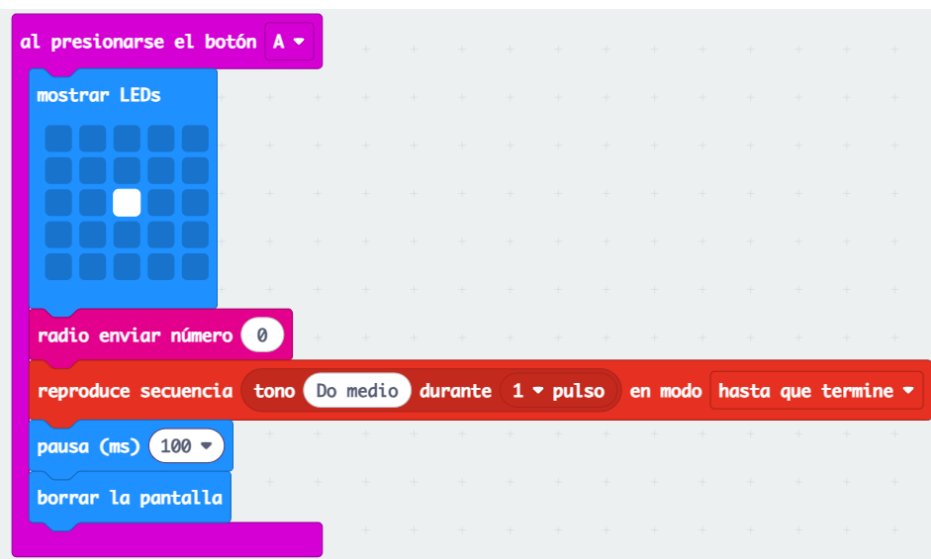 al presionarse el botón A
mostrar LEDs
radio enviar número 0
reproduce secuencia tono Do medio durante 1 pulso en modo hasta que termine
pausa (ms) 100
borrar la pantalla